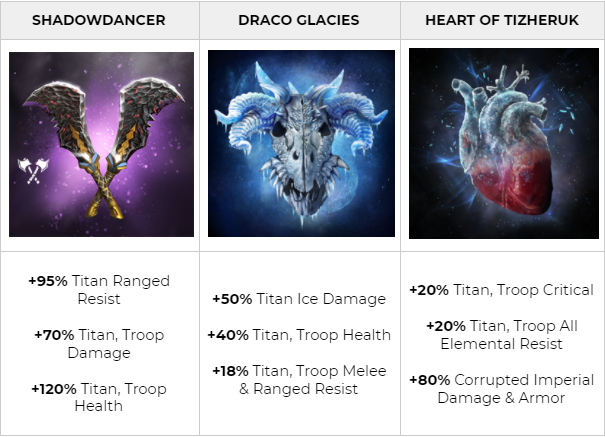 SHADOWDANCER
DRACO GLACIES
HEART OF TIZHERUK
+95% Titan Ranged
Resist
+70% Titan, Troop
Damage
+120% Titan, Troop
Health
+50% Titan Ice Damage
+40% Titan, Troop Health
+18% Titan, Troop Melee
& Ranged Resist
+20% Titan, Troop Critical
+20% Titan, Troop All
Elemental Resist
+80% Corrupted Imperial
Damage & Armor